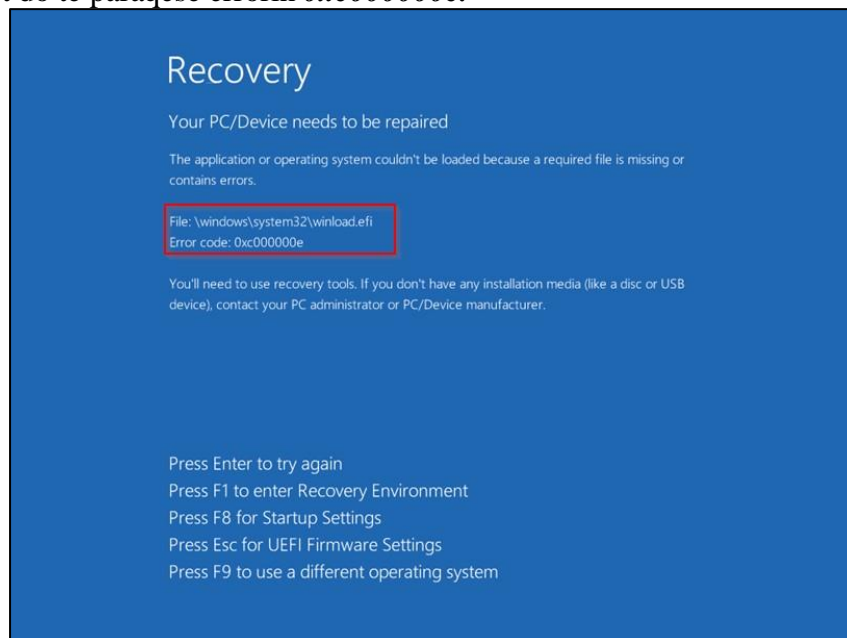 Recovery
Your PC/Device needs to be repaired
The application or operating system couldn't be loaded because a required file is missing or
contains errors.
File: \windows\system32\winload.efi
Error code: 0xc000000e
You'll need to use recovery tools. If you don't have any installation media (like a disc or USB
device), contact your PC administrator or PC/Device manufacturer.
Press Enter to try again
Press F1 to enter Recovery Environment
Press F8 for Startup Settings
Press Esc for UEFI Firmware Settings
Press F9 to use a different operating system